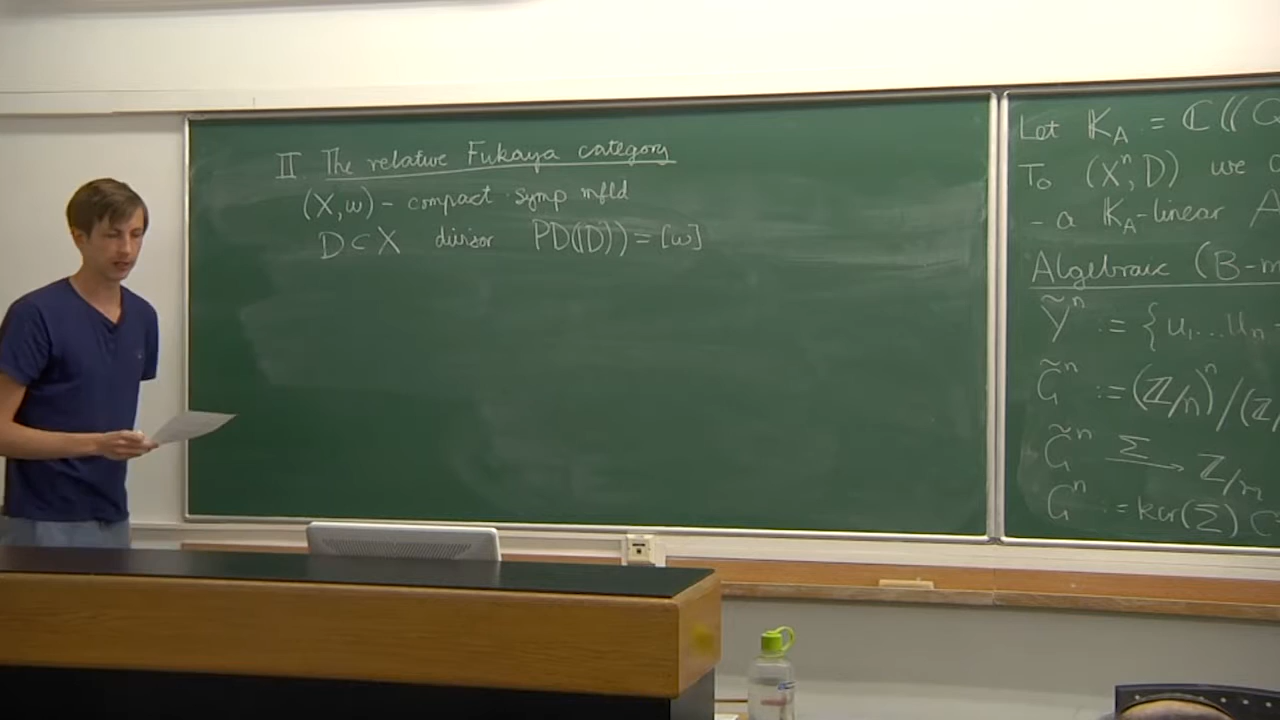 II The relative Fukaya category
(X, ω) - compact symp mfld
D ⊂ X divisor PD([D]) = [ω]
Let K_A = ℂ((Q
To (X^n, D) we
- a K_A-linear A
Algebraic (B-m
Ỹ^n := { u_1...u_n
G̃^n := (ℤ/n)^n / (ℤ/
G̃^n —Σ→ ℤ/n
G^n := ker(Σ)